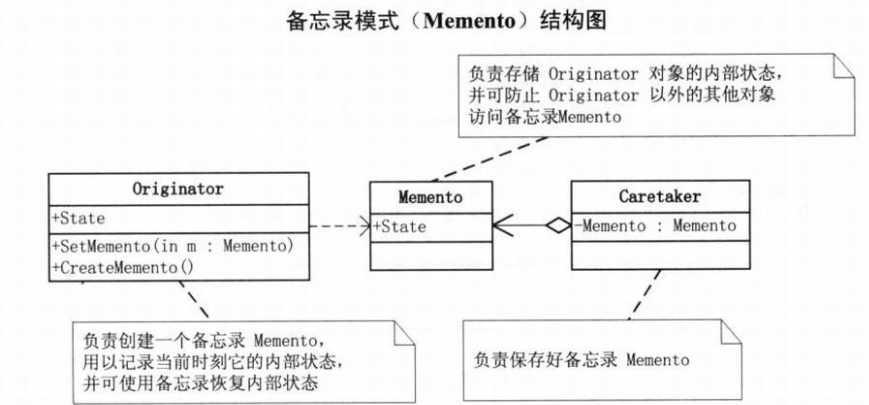 备忘录模式（Memento）结构图
负责存储 Originator 对象的内部状态，
并可防止 Originator 以外的其他对象
访问备忘录Memento
Originator
+State
+SetMemento(in m : Memento)
+CreateMemento()
Memento
+State
Caretaker
-Memento : Memento
负责创建一个备忘录 Memento，
用以记录当前时刻它的内部状态，
并可使用备忘录恢复内部状态
负责保存好备忘录 Memento